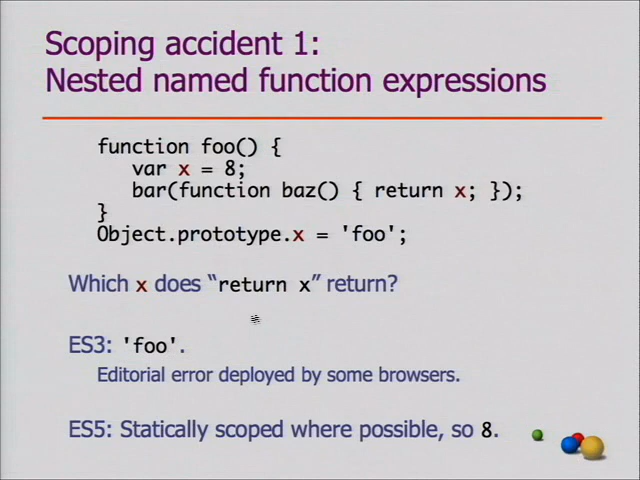 Scoping accident 1:
Nested named function expressions
function foo() {
var x = 8;
bar(function baz() { return x; });
}
Object.prototype.x = 'foo';
Which x does “return x” return?
ES3: 'foo'.
Editorial error deployed by some browsers.
ES5: Statically scoped where possible, so 8.